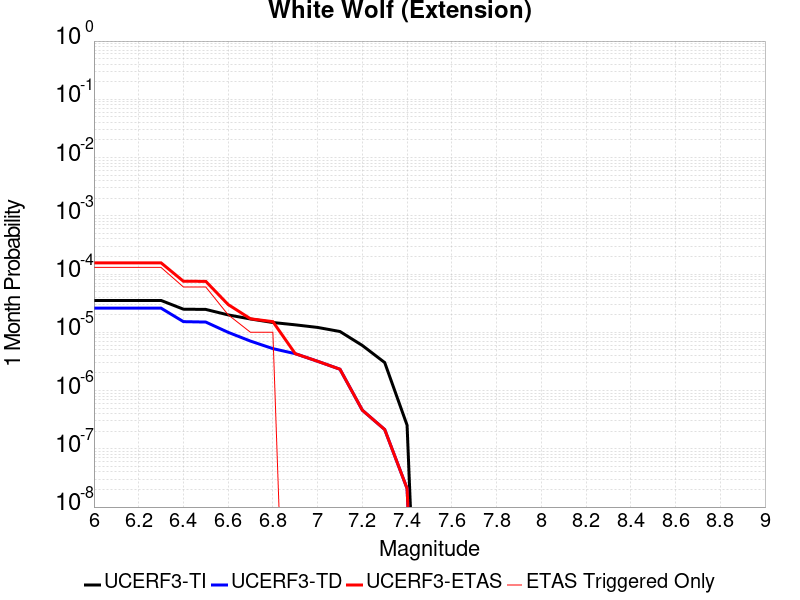 White Wolf (Extension)
10^0
10^-1
10^-2
10^-3
10^-4
10^-5
10^-6
10^-7
10^-8
1 Month Probability
6 6.2 6.4 6.6 6.8 7 7.2 7.4 7.6 7.8 8 8.2 8.4 8.6 8.8 9
Magnitude
UCERF3-TI UCERF3-TD UCERF3-ETAS ETAS Triggered Only